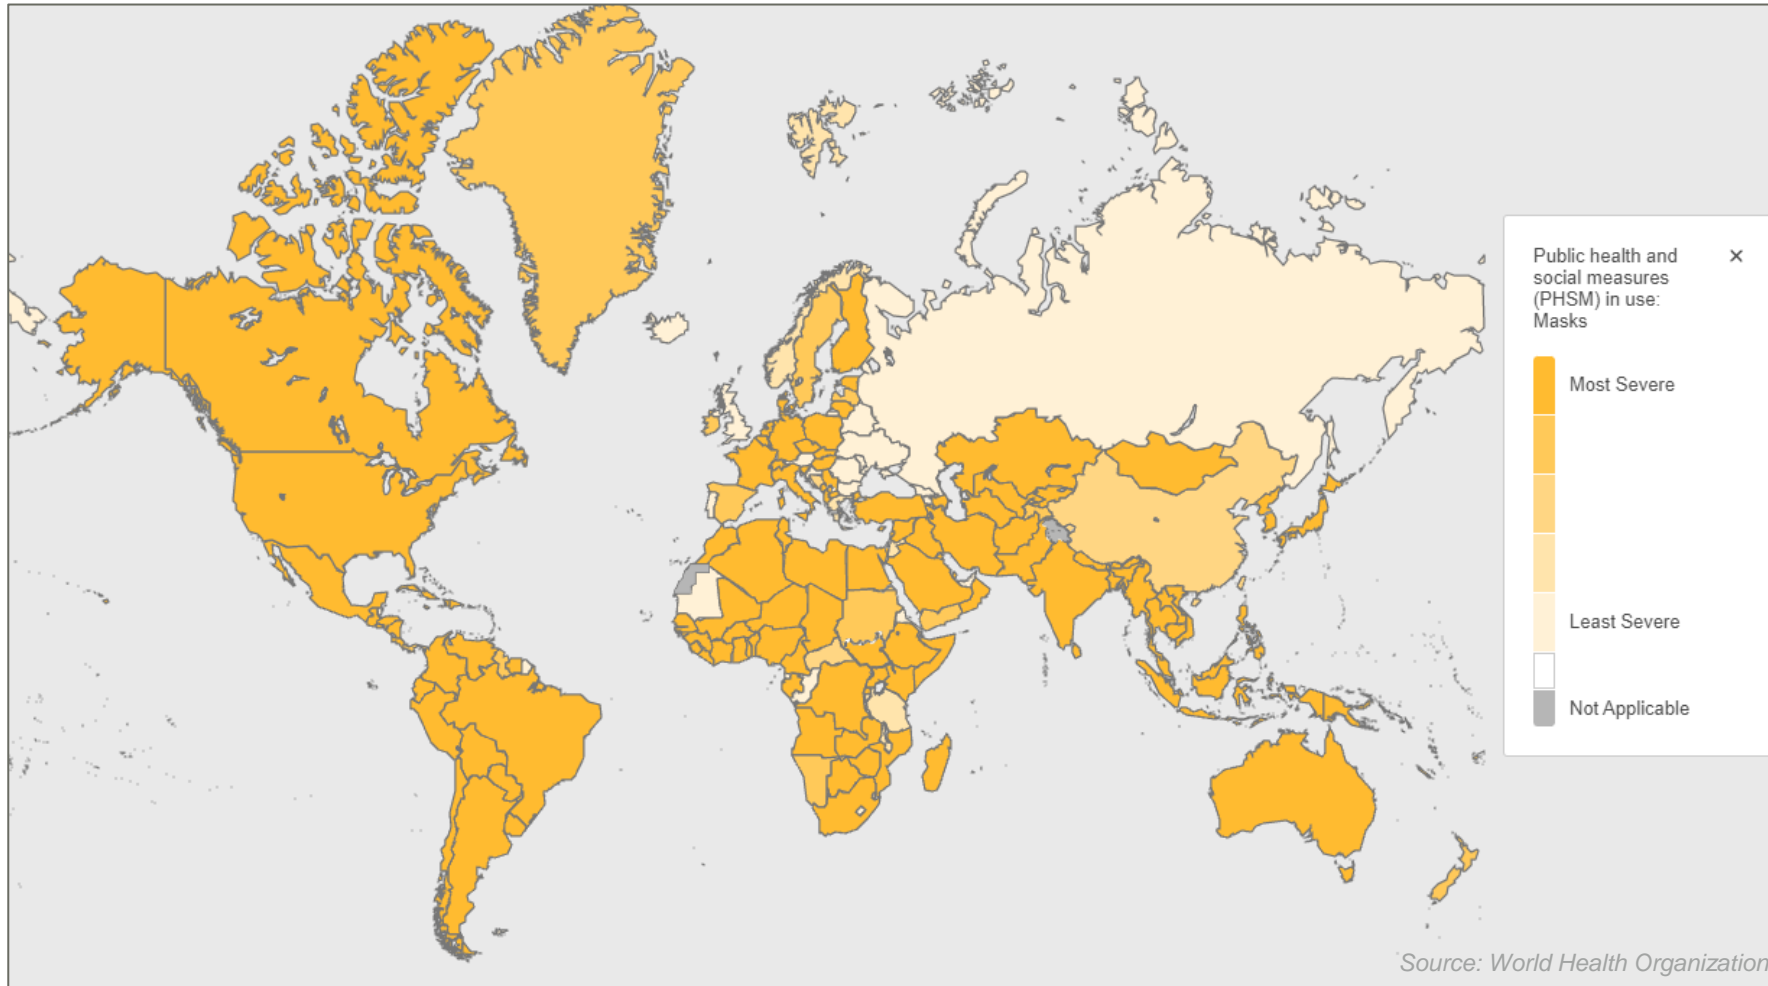 Public health and
social measures
(PHSM) in use:
Masks
×
Most Severe
Least Severe
Not Applicable
Source: World Health Organization